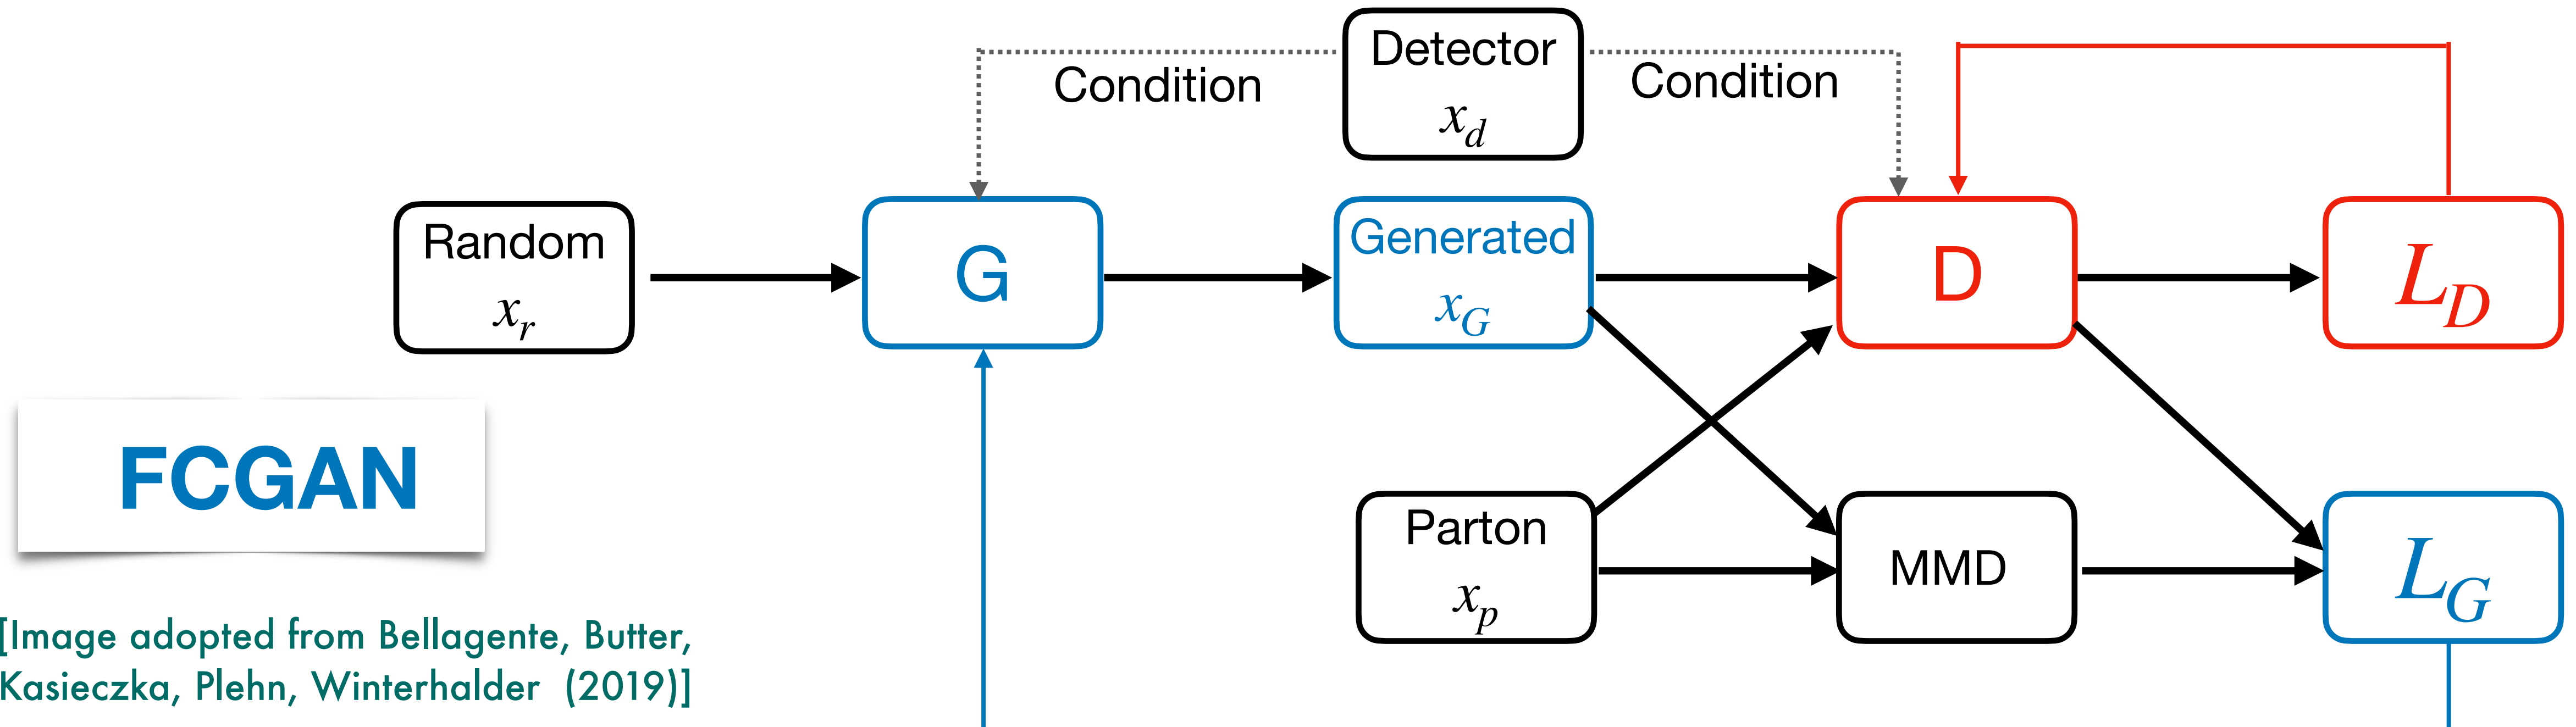 Detector
x_d
Condition
Condition
Random
x_r
G
Generated
x_G
D
L_D
FCGAN
Parton
x_p
MMD
L_G
[Image adopted from Bellagente, Butter,
Kasieczka, Plehn, Winterhalder (2019)]